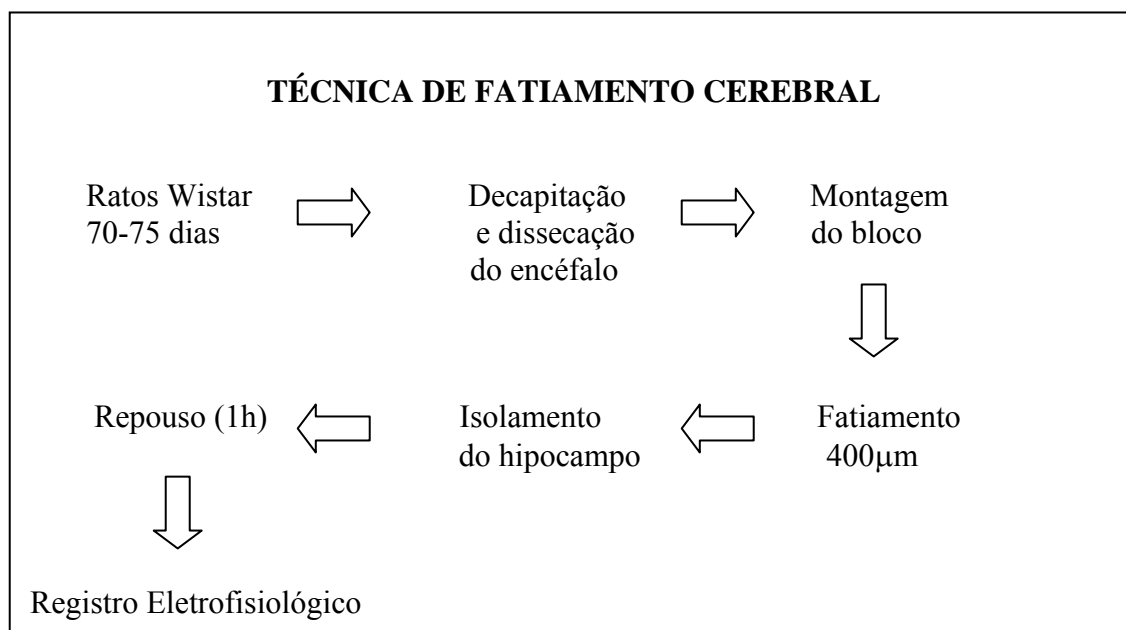 TÉCNICA DE FATIAMENTO CEREBRAL
Ratos Wistar
70-75 dias
Decapitação
e dissecação
do encéfalo
Montagem
do bloco
Fatiamento
400μm
Isolamento
do hipocampo
Repouso (1h)
Registro Eletrofisiológico